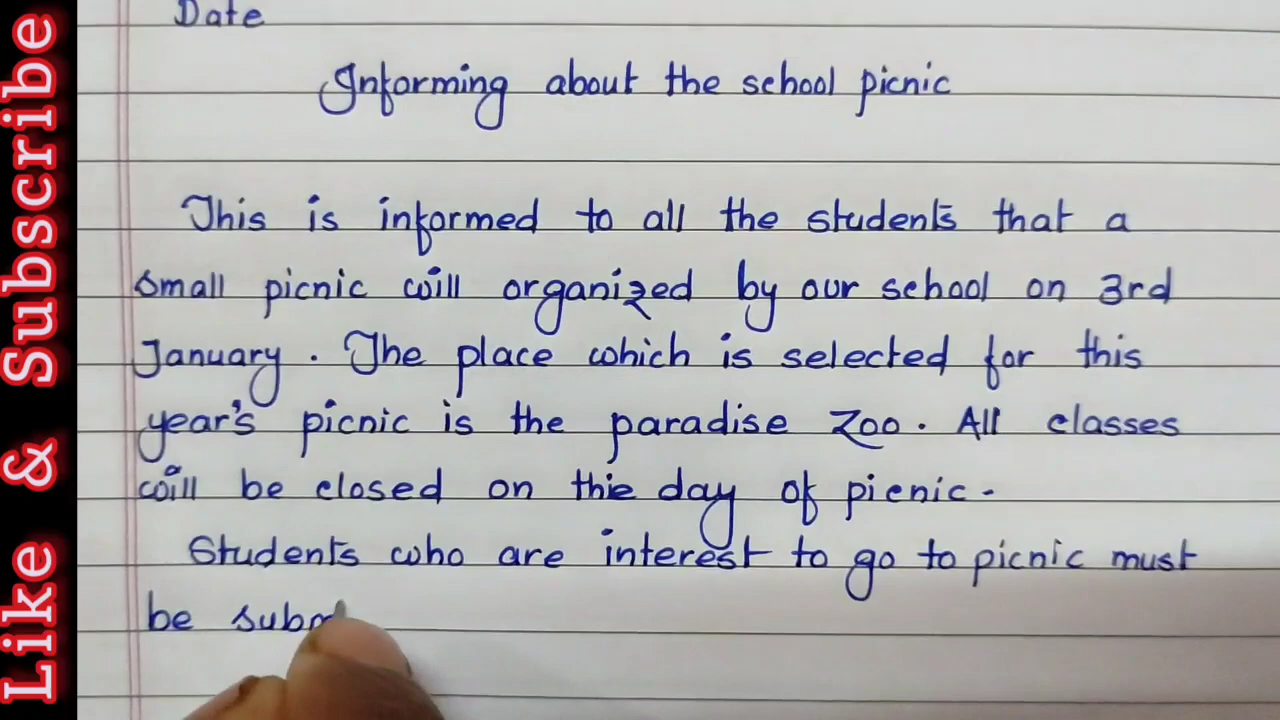 Like & Subscribe
Date
Informing about the school picnic
This is informed to all the students that a
small picnic will organized by our school on 3rd
January. The place which is selected for this
year's picnic is the paradise Zoo. All classes
will be closed on the day of picnic.
Students who are interest to go to picnic must
be